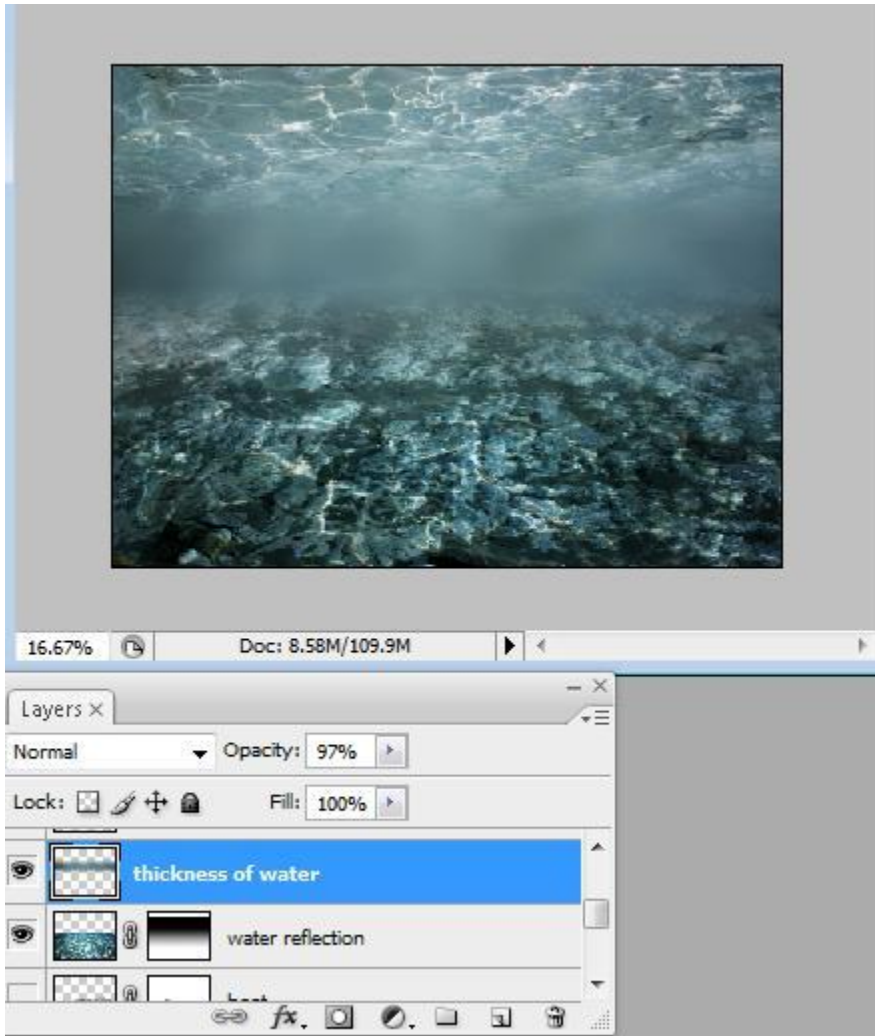 16.67% Doc: 8.58M/109.9M
Layers ×
Normal Opacity: 97%
Lock: Fill: 100%
thickness of water
water reflection
fx.